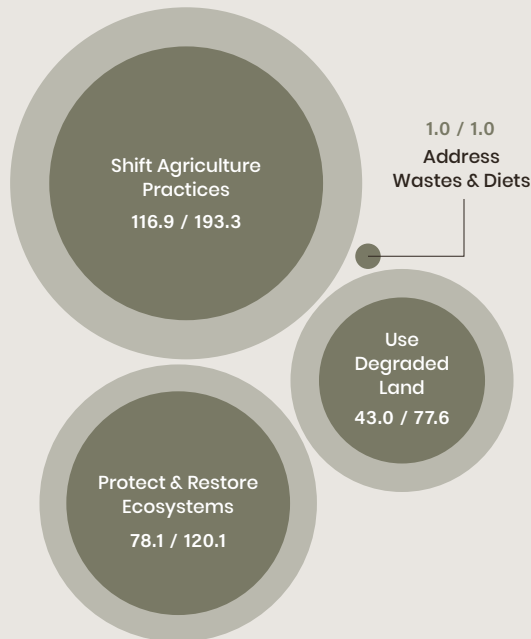 Shift Agriculture
Practices
116.9 / 193.3
1.0 / 1.0
Address
Wastes & Diets
Use
Degraded
Land
43.0 / 77.6
Protect & Restore
Ecosystems
78.1 / 120.1